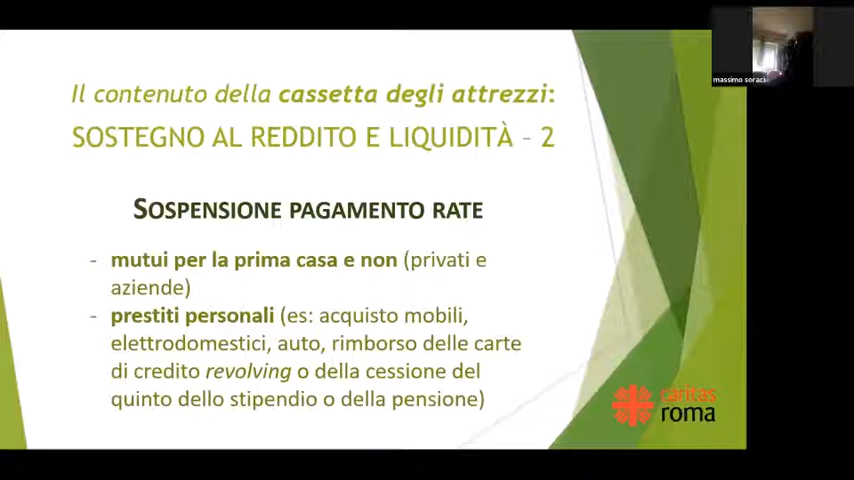 massimo soraci
Il contenuto della cassetta degli attrezzi:
SOSTEGNO AL REDDITO E LIQUIDITÀ - 2
SOSPENSIONE PAGAMENTO RATE
- mutui per la prima casa e non (privati e
aziende)
- prestiti personali (es: acquisto mobili,
elettrodomestici, auto, rimborso delle carte
di credito revolving o della cessione del
quinto dello stipendio o della pensione)
caritas
roma